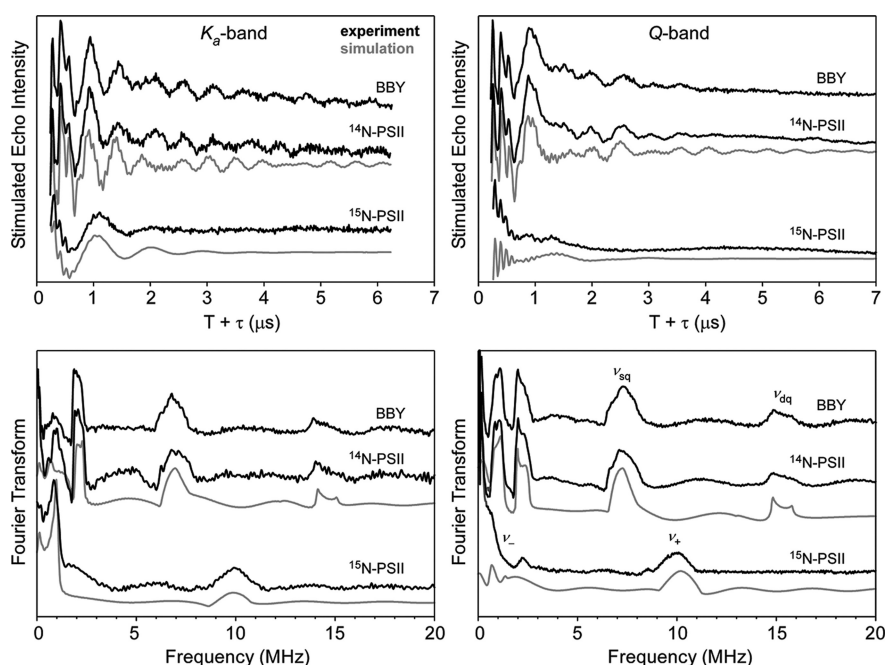 Kₐ-band
experiment
simulation
BBY
¹⁴N-PSII
¹⁵N-PSII
Stimulated Echo Intensity
0 1 2 3 4 5 6 7
T + τ (μs)
Q-band
BBY
¹⁴N-PSII
¹⁵N-PSII
Stimulated Echo Intensity
0 1 2 3 4 5 6 7
T + τ (μs)
BBY
¹⁴N-PSII
¹⁵N-PSII
Fourier Transform
0 5 10 15 20
Frequency (MHz)
νsq
νdq
BBY
¹⁴N-PSII
ν₋
ν₊
¹⁵N-PSII
Fourier Transform
0 5 10 15 20
Frequency (MHz)